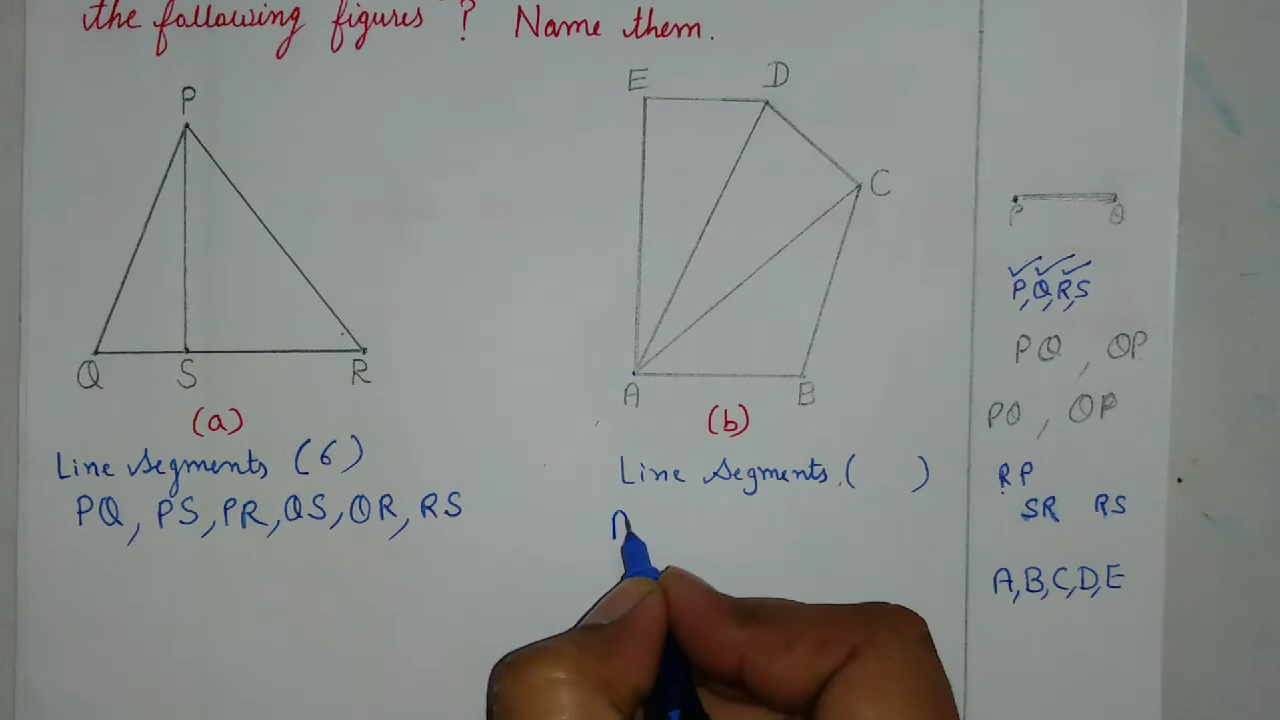 the following figures ? Name them.
P
Q S R
(a)
Line segments (6)
PQ, PS, PR, QS, QR, RS
E D
C
A B
(b)
Line segments. ( )
P Q
P,Q,R,S
PQ, QP
PQ, QP
RP
SR RS
A,B,C,D,E